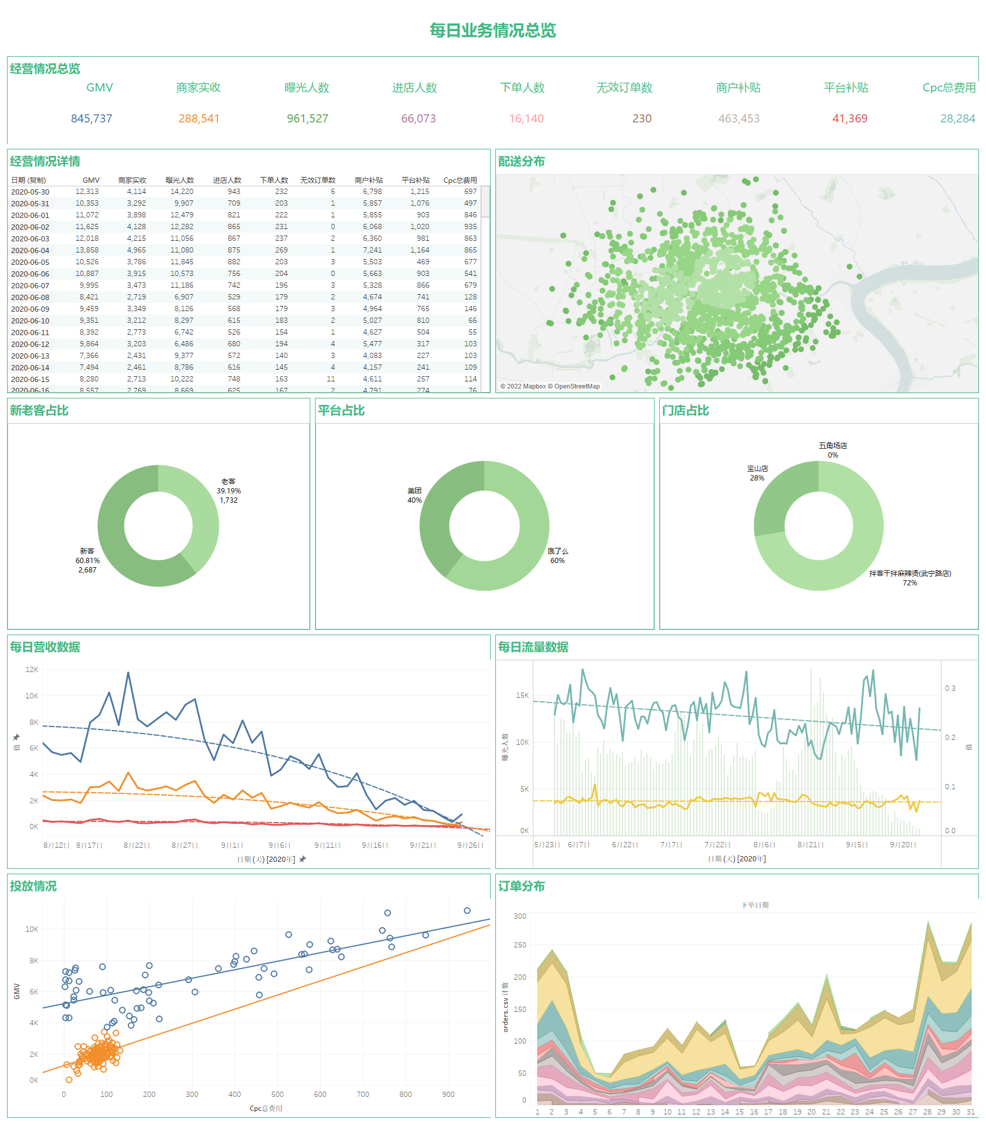 每日业务情况总览
经营情况总览
GMV 商家实收 曝光人数 进店人数 下单人数 无效订单数 商户补贴 平台补贴 Cpc总费用
845,737 288,541 961,527 66,073 16,140 230 463,453 41,369 28,284
经营情况详情
日期 (复制) GMV 商家实收 曝光人数 进店人数 下单人数 无效订单数 商户补贴 平台补贴 Cpc总费用
2020-05-30 12,313 4,114 14,220 943 232 6 6,798 1,215 697
2020-05-31 10,353 3,292 9,907 709 203 1 5,857 1,076 497
2020-06-01 11,072 3,898 12,479 821 222 1 5,855 903 846
2020-06-02 11,625 4,128 12,282 865 231 0 6,068 1,020 935
2020-06-03 12,018 4,215 11,056 867 237 2 6,360 981 863
2020-06-04 13,858 4,965 11,080 875 269 1 7,241 1,164 865
2020-06-05 10,526 3,786 11,845 882 203 3 5,503 469 677
2020-06-06 10,887 3,915 10,573 756 204 0 5,663 903 541
2020-06-07 9,995 3,473 11,186 742 196 3 5,328 866 679
2020-06-08 8,421 2,719 6,907 529 179 2 4,674 741 128
2020-06-09 9,459 3,349 8,126 568 179 3 4,964 765 146
2020-06-10 9,351 3,212 8,297 615 183 2 5,027 810 66
2020-06-11 8,392 2,773 6,742 526 154 1 4,627 504 55
2020-06-12 9,864 3,203 6,486 680 194 4 5,477 317 103
2020-06-13 7,366 2,431 9,377 572 140 3 4,083 227 103
2020-06-14 7,494 2,461 8,786 616 145 4 4,157 241 109
2020-06-15 8,280 2,713 10,222 748 163 11 4,611 257 114
2020-06-16 8,557 2,769 8,669 625 167 2 4,791 274 76
配送分布
© 2022 Mapbox © OpenStreetMap
新老客占比
老客
39.19%
1,732
新客
60.81%
2,687
平台占比
美团
40%
饿了么
60%
门店占比
五角场店
0%
宝山店
28%
拌客干拌麻辣烫(武宁路店)
72%
每日营收数据
12K
10K
8K
6K
4K
2K
0K
值
8月12日 8月17日 8月22日 8月27日 9月1日 9月6日 9月11日 9月16日 9月21日 9月26日
日期 (天) [2020年]
每日流量数据
15K
10K
5K
0K
曝光人数
0.3
0.2
0.1
0.0
值
5月23日 6月7日 6月22日 7月7日 7月22日 8月6日 8月21日 9月5日 9月20日
日期 (天) [2020年]
投放情况
10K
8K
6K
4K
2K
0K
GMV
0 100 200 300 400 500 600 700 800 900
Cpc总费用
订单分布
下单日期
300
250
200
150
100
50
0
orders.csv 计数
1 2 3 4 5 6 7 8 9 10 11 12 13 14 15 16 17 18 19 20 21 22 23 24 25 26 27 28 29 30 31